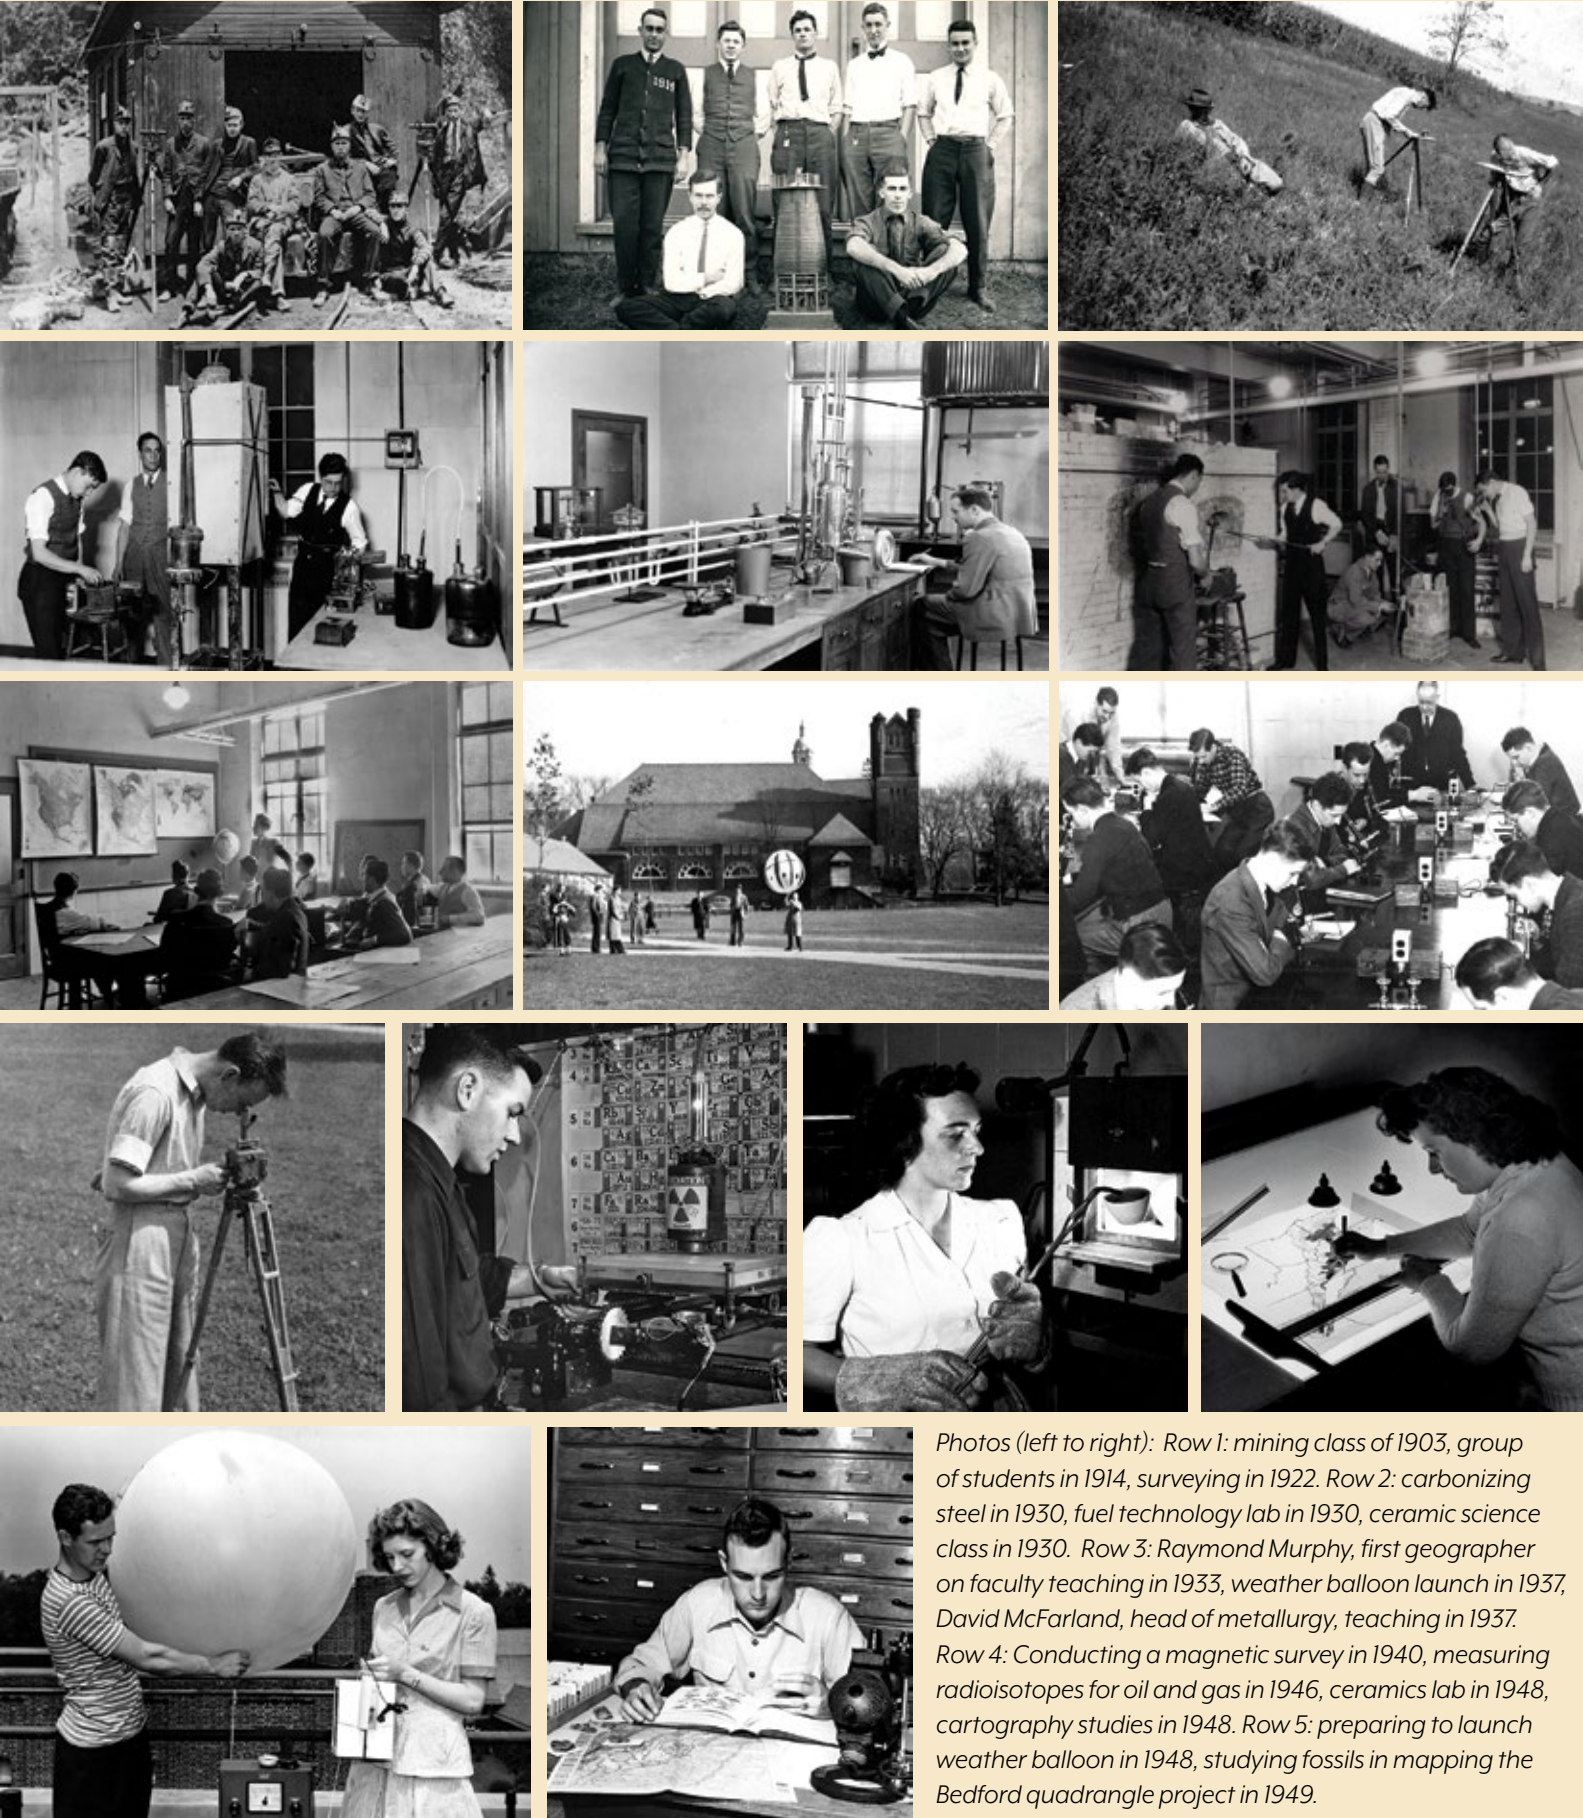 1914
Photos (left to right): Row 1: mining class of 1903, group
of students in 1914, surveying in 1922. Row 2: carbonizing
steel in 1930, fuel technology lab in 1930, ceramic science
class in 1930. Row 3: Raymond Murphy, first geographer
on faculty teaching in 1933, weather balloon launch in 1937,
David McFarland, head of metallurgy, teaching in 1937.
Row 4: Conducting a magnetic survey in 1940, measuring
radioisotopes for oil and gas in 1946, ceramics lab in 1948,
cartography studies in 1948. Row 5: preparing to launch
weather balloon in 1948, studying fossils in mapping the
Bedford quadrangle project in 1949.